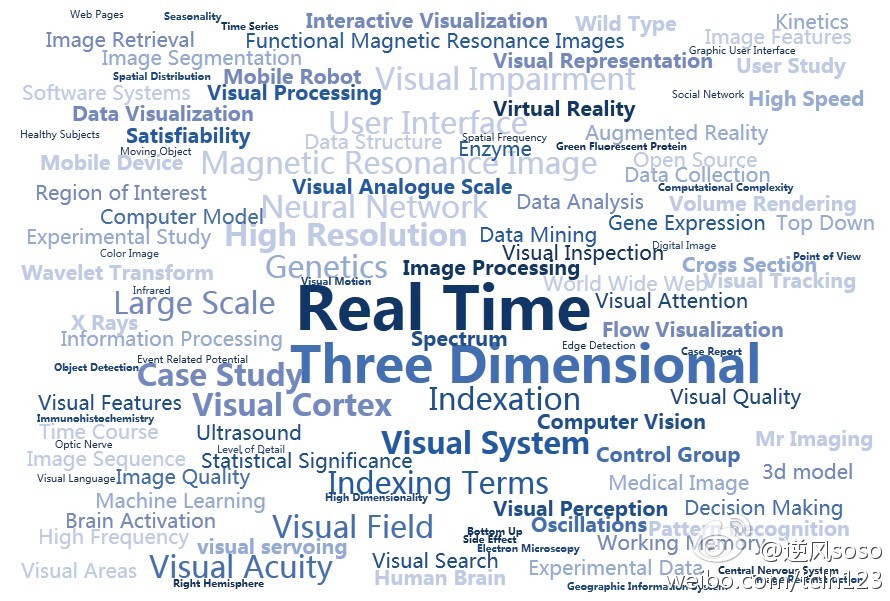 Web Pages
Seasonality
Time Series
Interactive Visualization
Wild Type
Kinetics
Image Retrieval
Functional Magnetic Resonance Images
Image Features
Graphic User Interface
Image Segmentation
Visual Representation
User Study
Spatial Distribution
Mobile Robot
Visual Impairment
Software Systems
Visual Processing
Social Network
High Speed
Data Visualization
Virtual Reality
User Interface
Healthy Subjects
Satisfiability
Data Structure
Spatial Frequency
Augmented Reality
Moving Object
Enzyme
Green Fluorescent Protein
Mobile Device
Magnetic Resonance Image
Open Source
Data Collection
Region of Interest
Visual Analogue Scale
Computational Complexity
Neural Network
Data Analysis
Volume Rendering
Computer Model
Gene Expression
Top Down
Experimental Study
High Resolution
Data Mining
Digital Image
Color Image
Visual Inspection
Point of View
Wavelet Transform
Genetics
Image Processing
Cross Section
Visual Motion
World Wide Web
Visual Tracking
Infrared
Large Scale
Real Time
Visual Attention
X Rays
Flow Visualization
Information Processing
Spectrum
Edge Detection
Case Report
Event Related Potential
Object Detection
Case Study
Three Dimensional
Visual Features
Visual Cortex
Indexation
Visual Quality
Immunohistochemistry
Time Course
Ultrasound
Computer Vision
Optic Nerve
Level of Detail
Visual System
Mr Imaging
Image Sequence
Statistical Significance
Control Group
Visual Language
Image Quality
Indexing Terms
Medical Image
3d model
Machine Learning
High Dimensionality
Visual Perception
Decision Making
Brain Activation
Visual Field
Oscillations
Pattern Recognition
High Frequency
Bottom Up
Side Effect
visual servoing
Electron Microscopy
Working Memory
@逆风soso
Visual Areas
Visual Acuity
Visual Search
Experimental Data
Central Nervous System
Right Hemisphere
Human Brain
Image Reconstruction
Geographic Information System
weibo.com/tain123